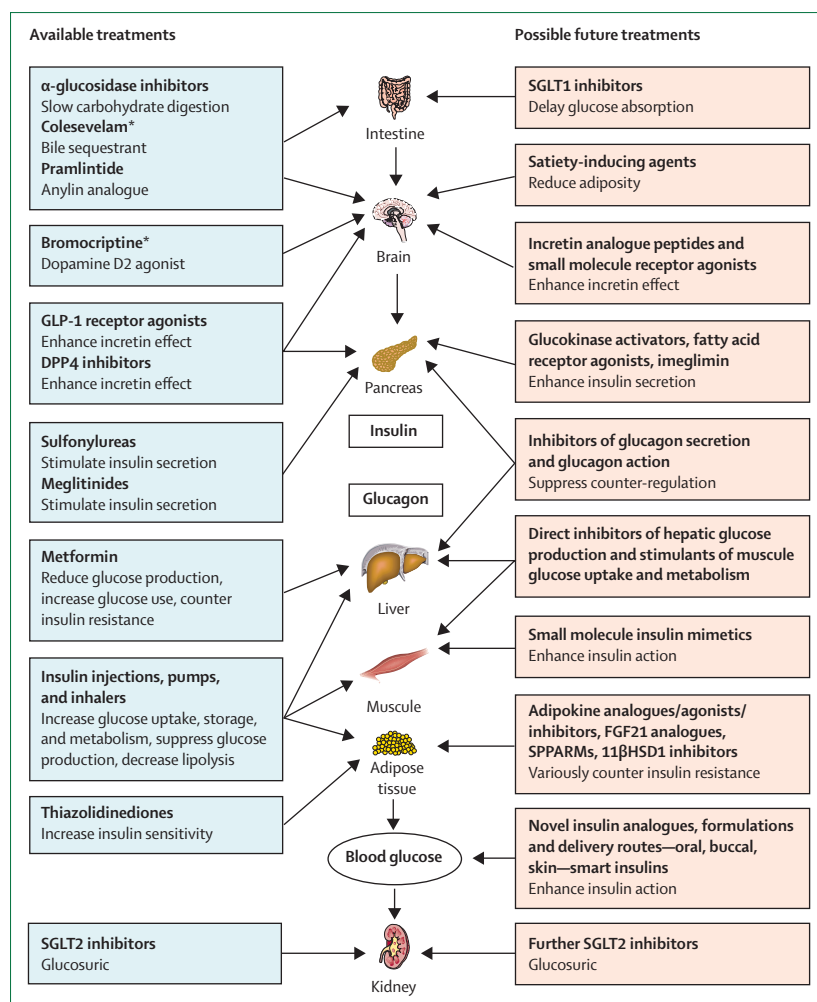 Available treatments
Possible future treatments
α-glucosidase inhibitors
Slow carbohydrate digestion
Colesevelam*
Bile sequestrant
Pramlintide
Anylin analogue
Bromocriptine*
Dopamine D2 agonist
GLP-1 receptor agonists
Enhance incretin effect
DPP4 inhibitors
Enhance incretin effect
Sulfonylureas
Stimulate insulin secretion
Meglitinides
Stimulate insulin secretion
Metformin
Reduce glucose production,
increase glucose use, counter
insulin resistance
Insulin injections, pumps,
and inhalers
Increase glucose uptake, storage,
and metabolism, suppress glucose
production, decrease lipolysis
Thiazolidinediones
Increase insulin sensitivity
SGLT2 inhibitors
Glucosuric
Intestine
Brain
Pancreas
Insulin
Glucagon
Liver
Muscle
Adipose
tissue
Blood glucose
Kidney
SGLT1 inhibitors
Delay glucose absorption
Satiety-inducing agents
Reduce adiposity
Incretin analogue peptides and
small molecule receptor agonists
Enhance incretin effect
Glucokinase activators, fatty acid
receptor agonists, imeglimin
Enhance insulin secretion
Inhibitors of glucagon secretion
and glucagon action
Suppress counter-regulation
Direct inhibitors of hepatic glucose
production and stimulants of muscle
glucose uptake and metabolism
Small molecule insulin mimetics
Enhance insulin action
Adipokine analogues/agonists/
inhibitors, FGF21 analogues,
SPPARMs, 11βHSD1 inhibitors
Variously counter insulin resistance
Novel insulin analogues, formulations
and delivery routes—oral, buccal,
skin—smart insulins
Enhance insulin action
Further SGLT2 inhibitors
Glucosuric